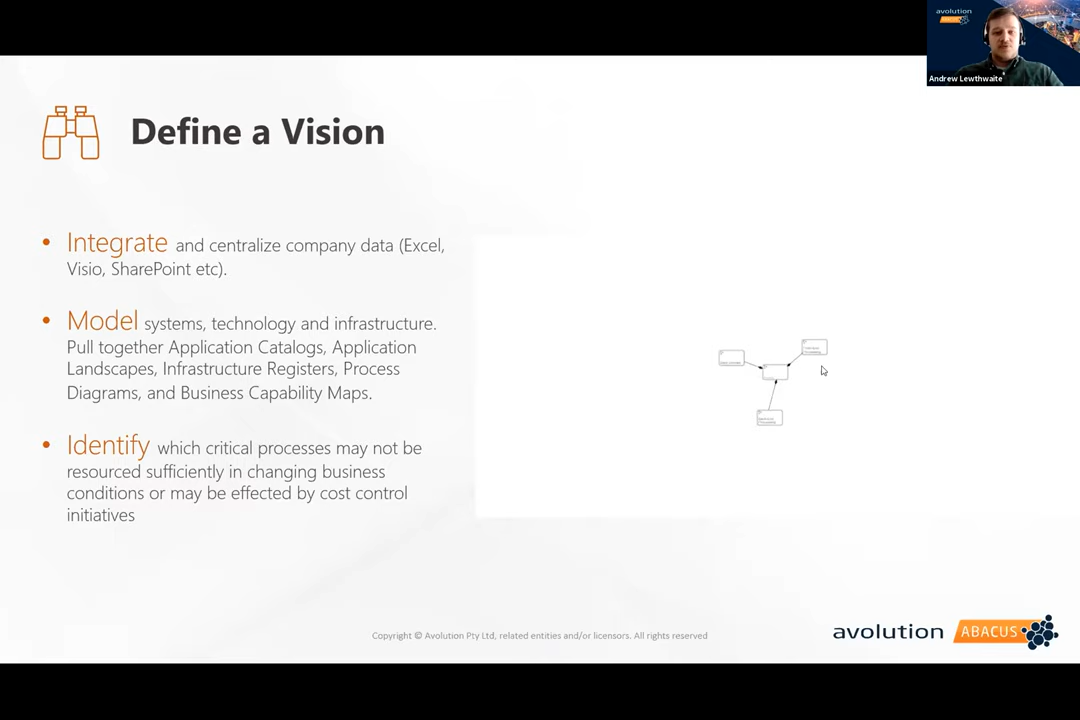 avolution
ABACUS
Andrew Lewthwaite
Define a Vision
• Integrate and centralize company data (Excel,
Visio, SharePoint etc).
• Model systems, technology and infrastructure.
Pull together Application Catalogs, Application
Landscapes, Infrastructure Registers, Process
Diagrams, and Business Capability Maps.
• Identify which critical processes may not be
resourced sufficiently in changing business
conditions or may be effected by cost control
initiatives
Copyright © Avolution Pty Ltd, related entities and/or licensors. All rights reserved
avolution ABACUS